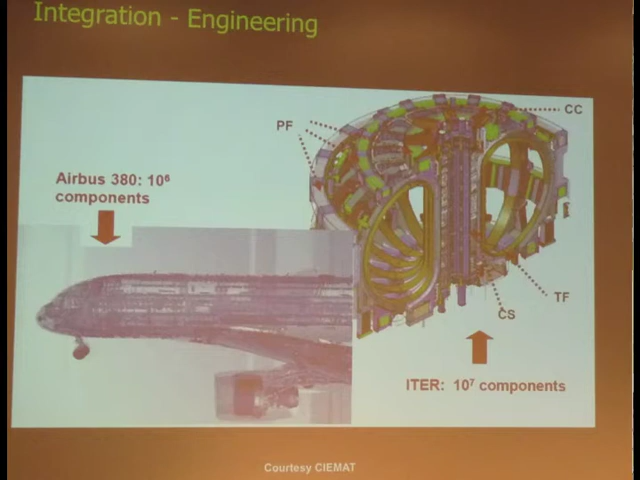 Integration - Engineering
PF
CC
Airbus 380: 10⁶
components
TF
CS
ITER: 10⁷ components
Courtesy CIEMAT